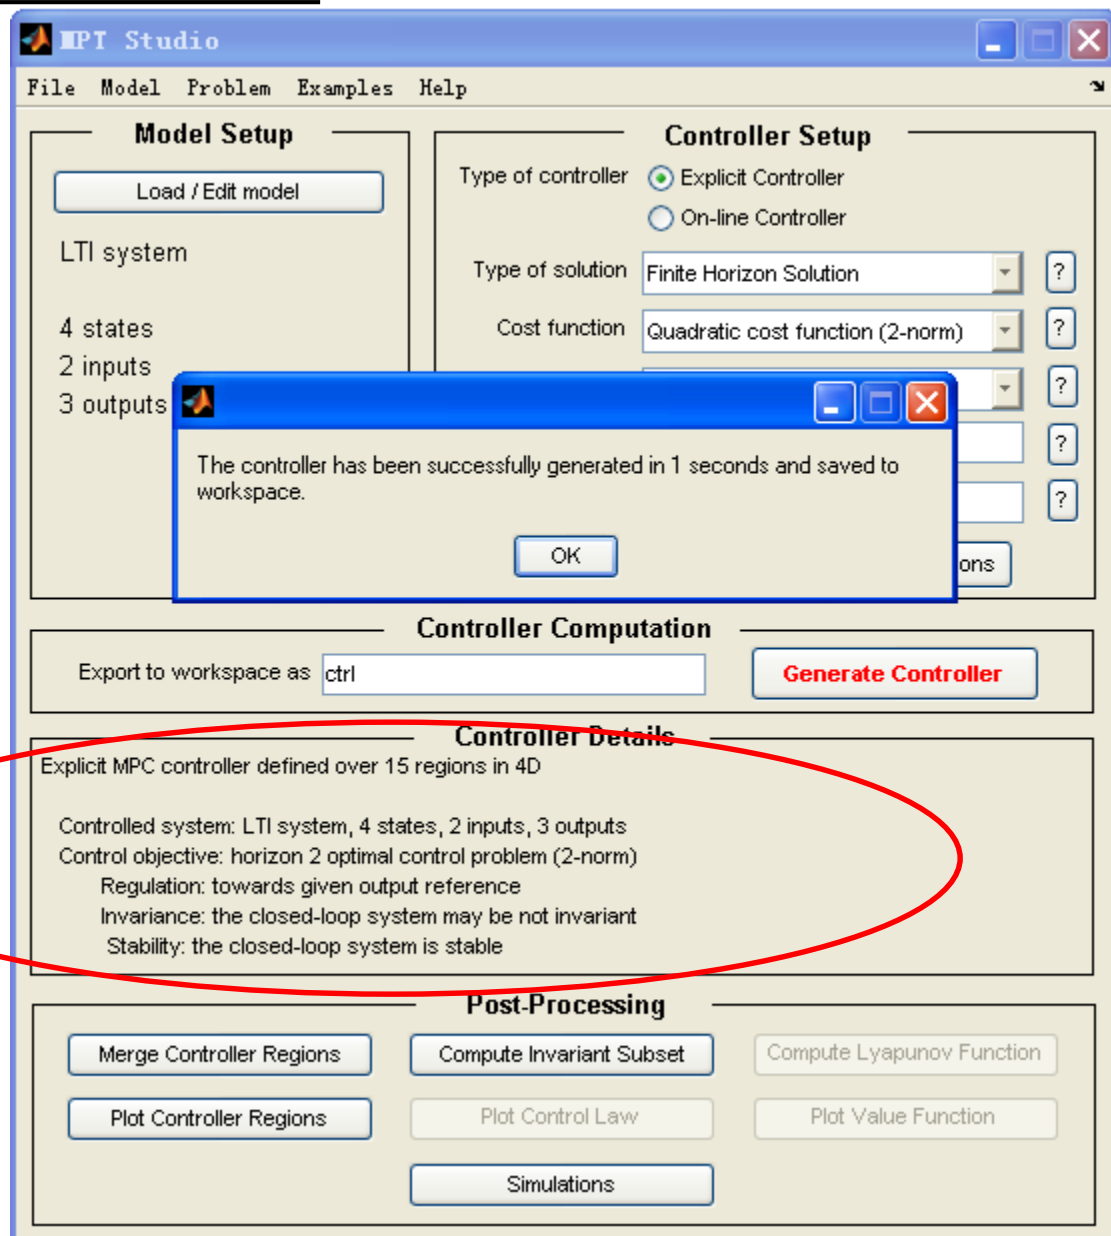 MPT Studio
File Model Problem Examples Help
Model Setup
Load / Edit model
LTI system
4 states
2 inputs
3 outputs
Controller Setup
Type of controller
Explicit Controller
On-line Controller
Type of solution Finite Horizon Solution ?
Cost function Quadratic cost function (2-norm) ?
?
?
?
ons
The controller has been successfully generated in 1 seconds and saved to
workspace.
OK
Controller Computation
Export to workspace as ctrl
Generate Controller
Controller Details
Explicit MPC controller defined over 15 regions in 4D
Controlled system: LTI system, 4 states, 2 inputs, 3 outputs
Control objective: horizon 2 optimal control problem (2-norm)
Regulation: towards given output reference
Invariance: the closed-loop system may be not invariant
Stability: the closed-loop system is stable
Post-Processing
Merge Controller Regions Compute Invariant Subset Compute Lyapunov Function
Plot Controller Regions Plot Control Law Plot Value Function
Simulations